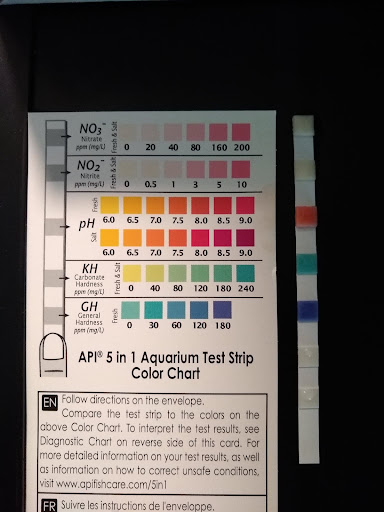 NO3-
Nitrate
ppm (mg/L)
Fresh & Salt
0 20 40 80 160 200
NO2-
Nitrite
ppm (mg/L)
Fresh & Salt
0 0.5 1 3 5 10
pH
Fresh
6.0 6.5 7.0 7.5 8.0 8.5 9.0
Salt
6.0 6.5 7.0 7.5 8.0 8.5 9.0
KH
Carbonate
Hardness
ppm (mg/L)
Fresh & Salt
0 40 80 120 180 240
GH
General
Hardness
ppm (mg/L)
Fresh
0 30 60 120 180
API® 5 in 1 Aquarium Test Strip
Color Chart
EN Follow directions on the envelope.
Compare the test strip to the colors on the
above Color Chart. To interpret the test results, see
Diagnostic Chart on reverse side of this card. For
more detailed information on your test results, as well
as information on how to correct unsafe conditions,
visit www.apifishcare.com/5in1
FR Suivre les instructions de l'enveloppe.